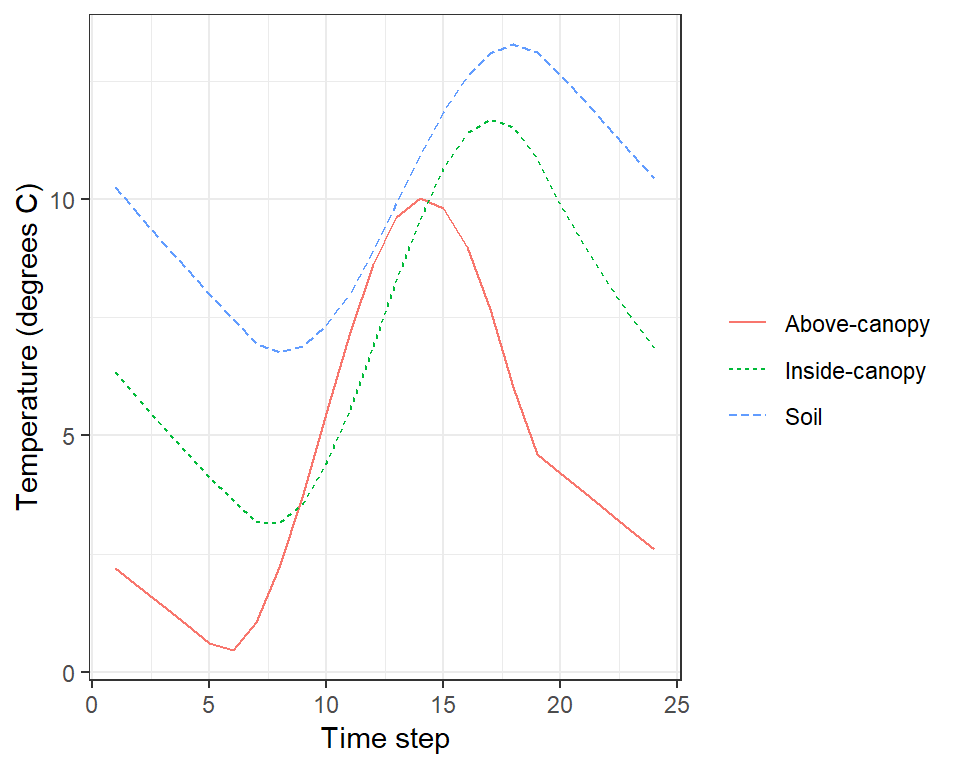 Temperature (degrees C)
10
5
0
0 5 10 15 20 25
Time step
Above-canopy
Inside-canopy
Soil